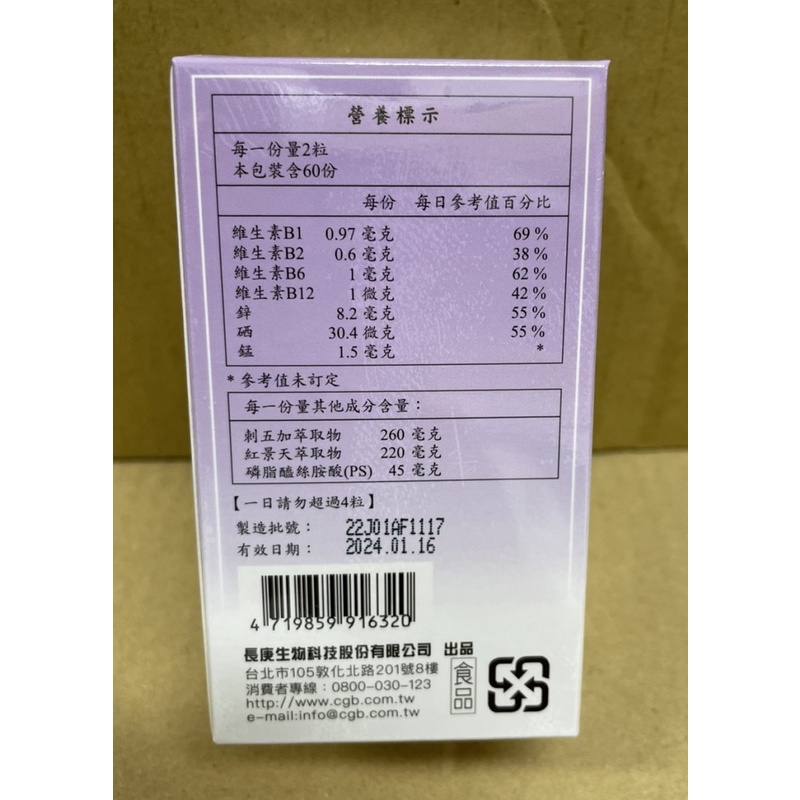 營養標示
每一份量2粒
本包裝含60份
每份 每日參考值百分比
維生素B1 0.97 毫克 69 %
維生素B2 0.6 毫克 38 %
維生素B6 1 毫克 62 %
維生素B12 1 微克 42 %
鋅 8.2 毫克 55 %
硒 30.4 微克 55 %
錳 1.5 毫克 *
* 參考值未訂定
每一份量其他成分含量：
刺五加萃取物 260 毫克
紅景天萃取物 220 毫克
磷脂醯絲胺酸(PS) 45 毫克
【一日請勿超過4粒】
製造批號： 22J01AF1117
有效日期： 2024.01.16
4 719859 916320
長庚生物科技股份有限公司 出品
台北市105敦化北路201號8樓
消費者專線：0800-030-123
http://www.cgb.com.tw
e-mail:info@cgb.com.tw
食品